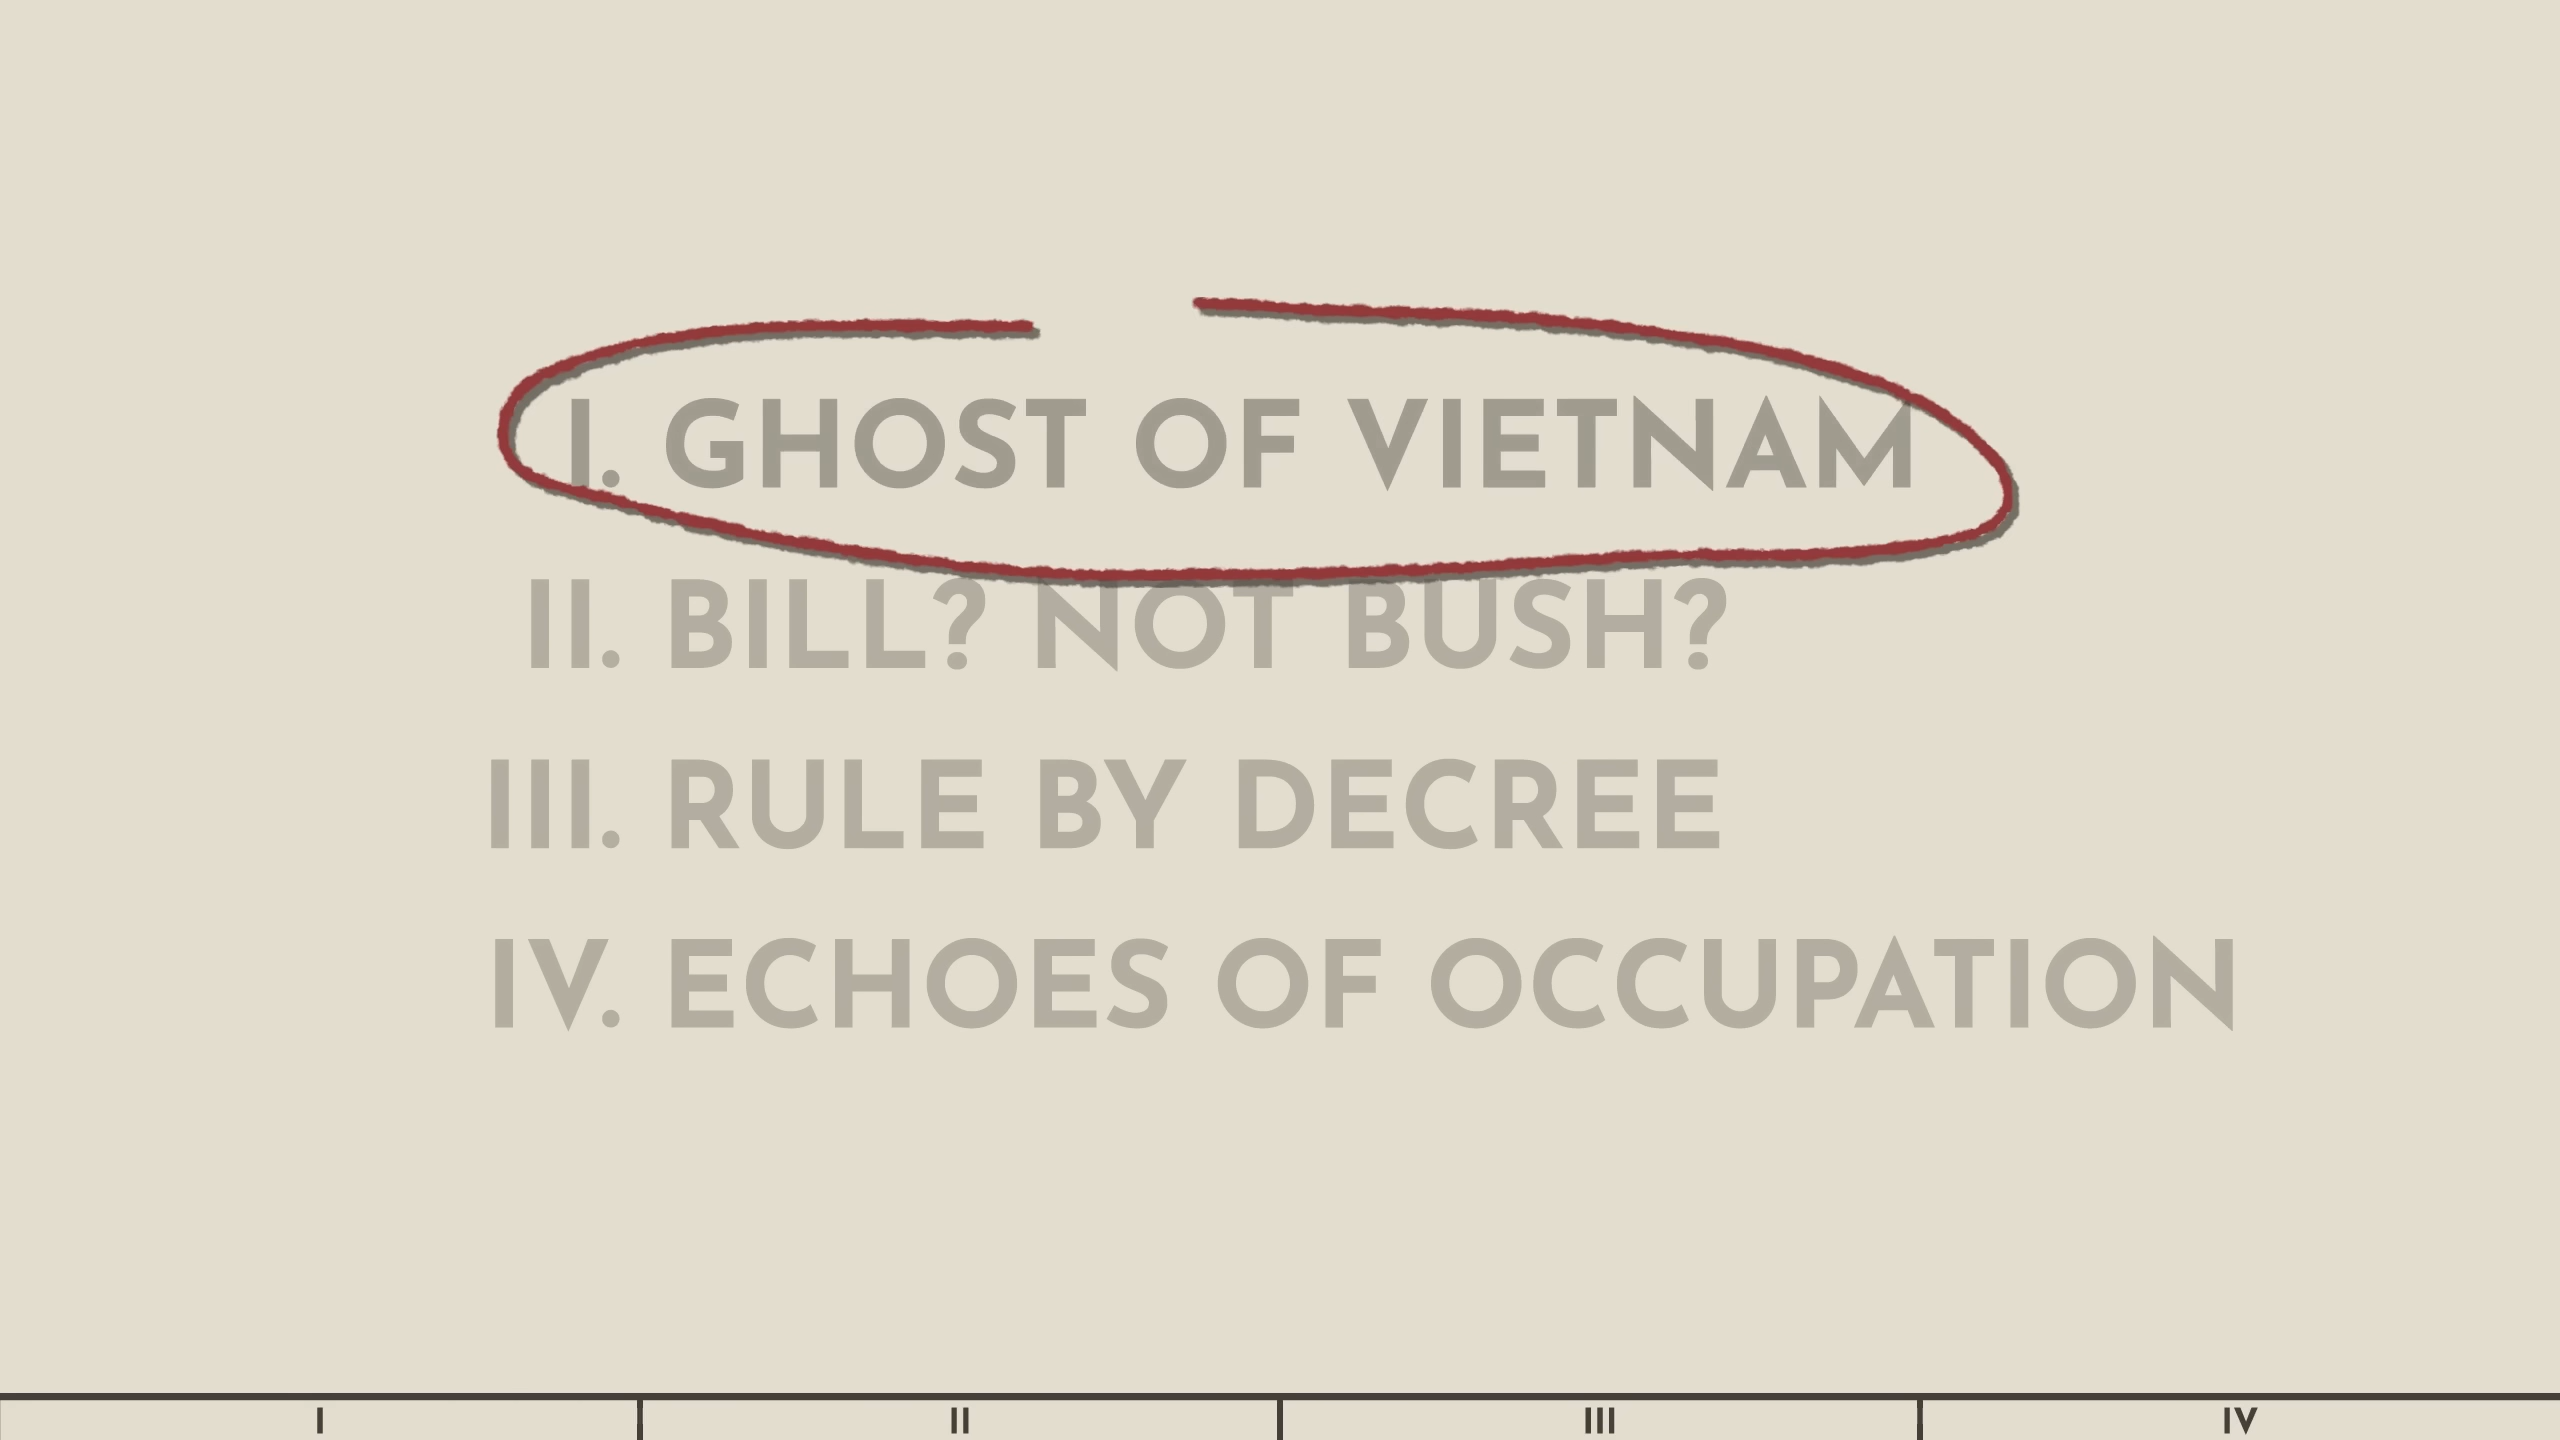 I. GHOST OF VIETNAM
II. BILL? NOT BUSH?
III. RULE BY DECREE
IV. ECHOES OF OCCUPATION
I II III IV